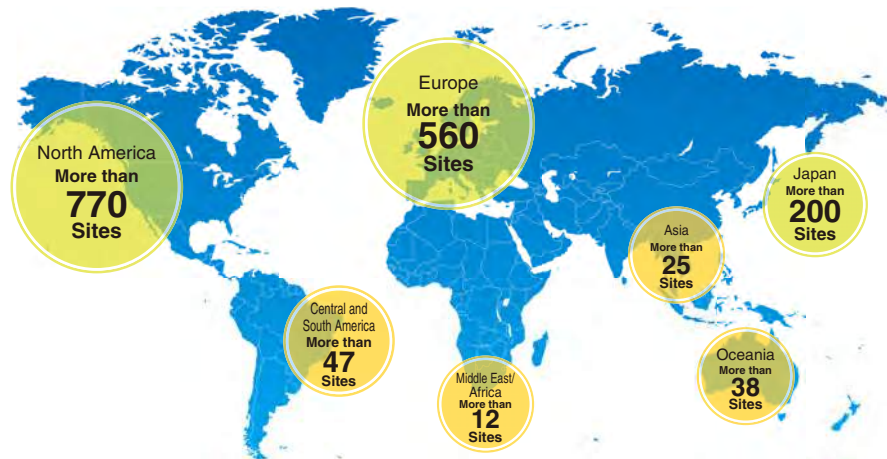 North America
More than
770
Sites
Europe
More than
560
Sites
Japan
More than
200
Sites
Asia
More than
25
Sites
Central and
South America
More than
47
Sites
Middle East/
Africa
More than
12
Sites
Oceania
More than
38
Sites